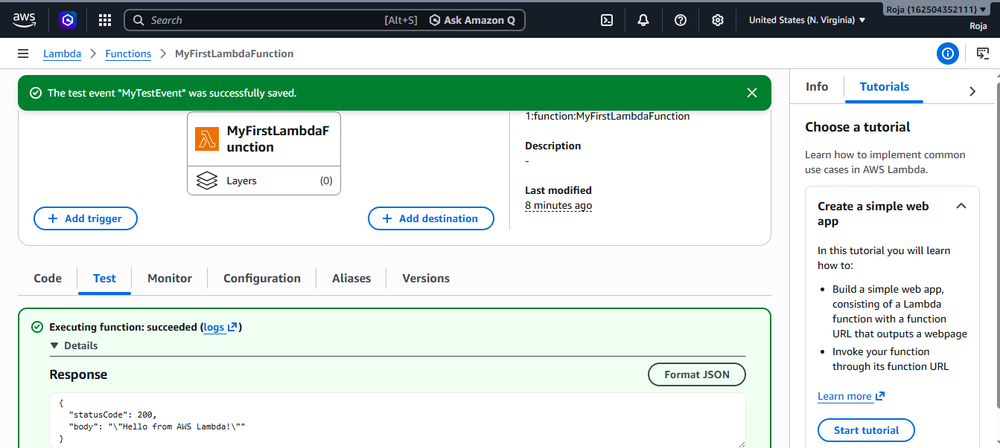 aws
Search
[Alt+S]
Ask Amazon Q
United States (N. Virginia)
Roja (162504352111)
Roja
Lambda
Functions
MyFirstLambdaFunction
The test event "MyTestEvent" was successfully saved.
MyFirstLambdaF
unction
Layers
(0)
Add trigger
Add destination
1:function:MyFirstLambdaFunction
Description
-
Last modified
8 minutes ago
Code
Test
Monitor
Configuration
Aliases
Versions
Executing function: succeeded (logs)
Details
Response
Format JSON
{
"statusCode": 200,
"body": "\"Hello from AWS Lambda!\""
}
Info
Tutorials
Choose a tutorial
Learn how to implement common
use cases in AWS Lambda.
Create a simple web
app
In this tutorial you will learn
how to:
• Build a simple web app,
consisting of a Lambda
function with a function
URL that outputs a webpage
• Invoke your function
through its function URL
Learn more
Start tutorial